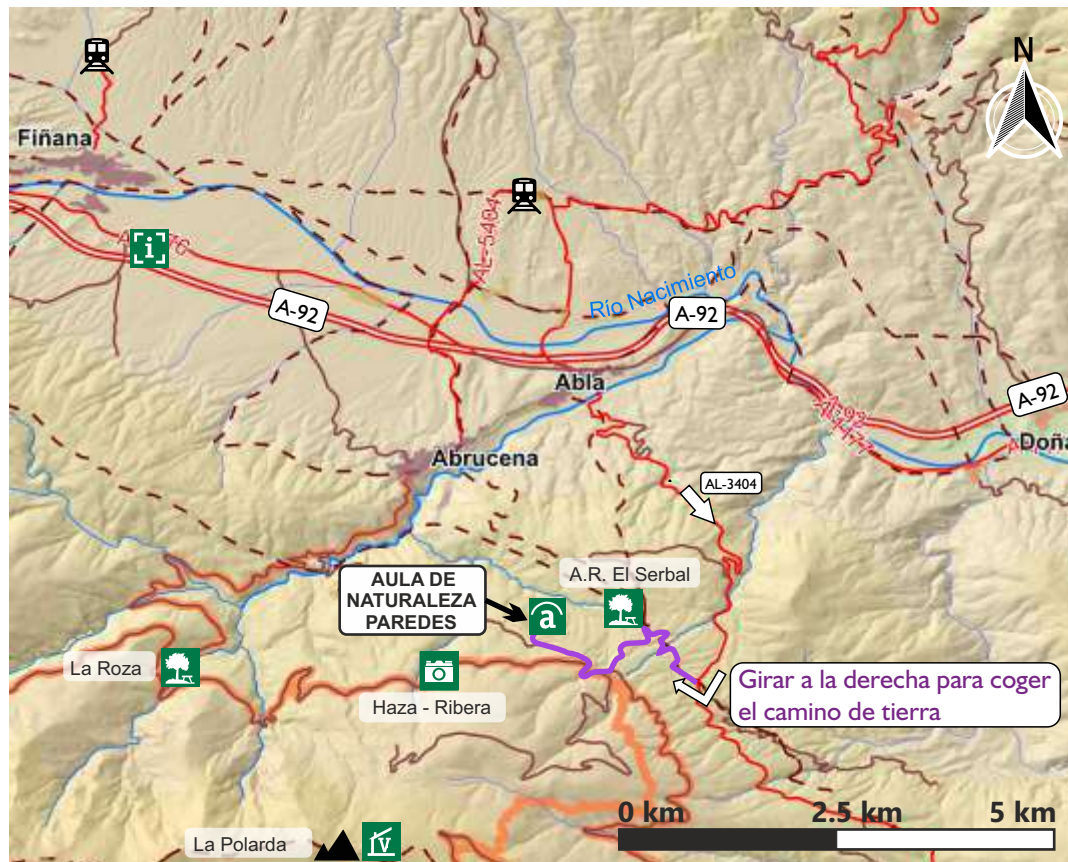 N
Fiñana
AL-5404
i
A-92
Río Nacimiento
A-92
Abla
A-92
A-92
Abrucena
AL-3404
A.R. El Serbal
AULA DE
NATURALEZA
PAREDES
a
La Roza
Haza - Ribera
Girar a la derecha para coger
el camino de tierra
0 km 2.5 km 5 km
La Polarda